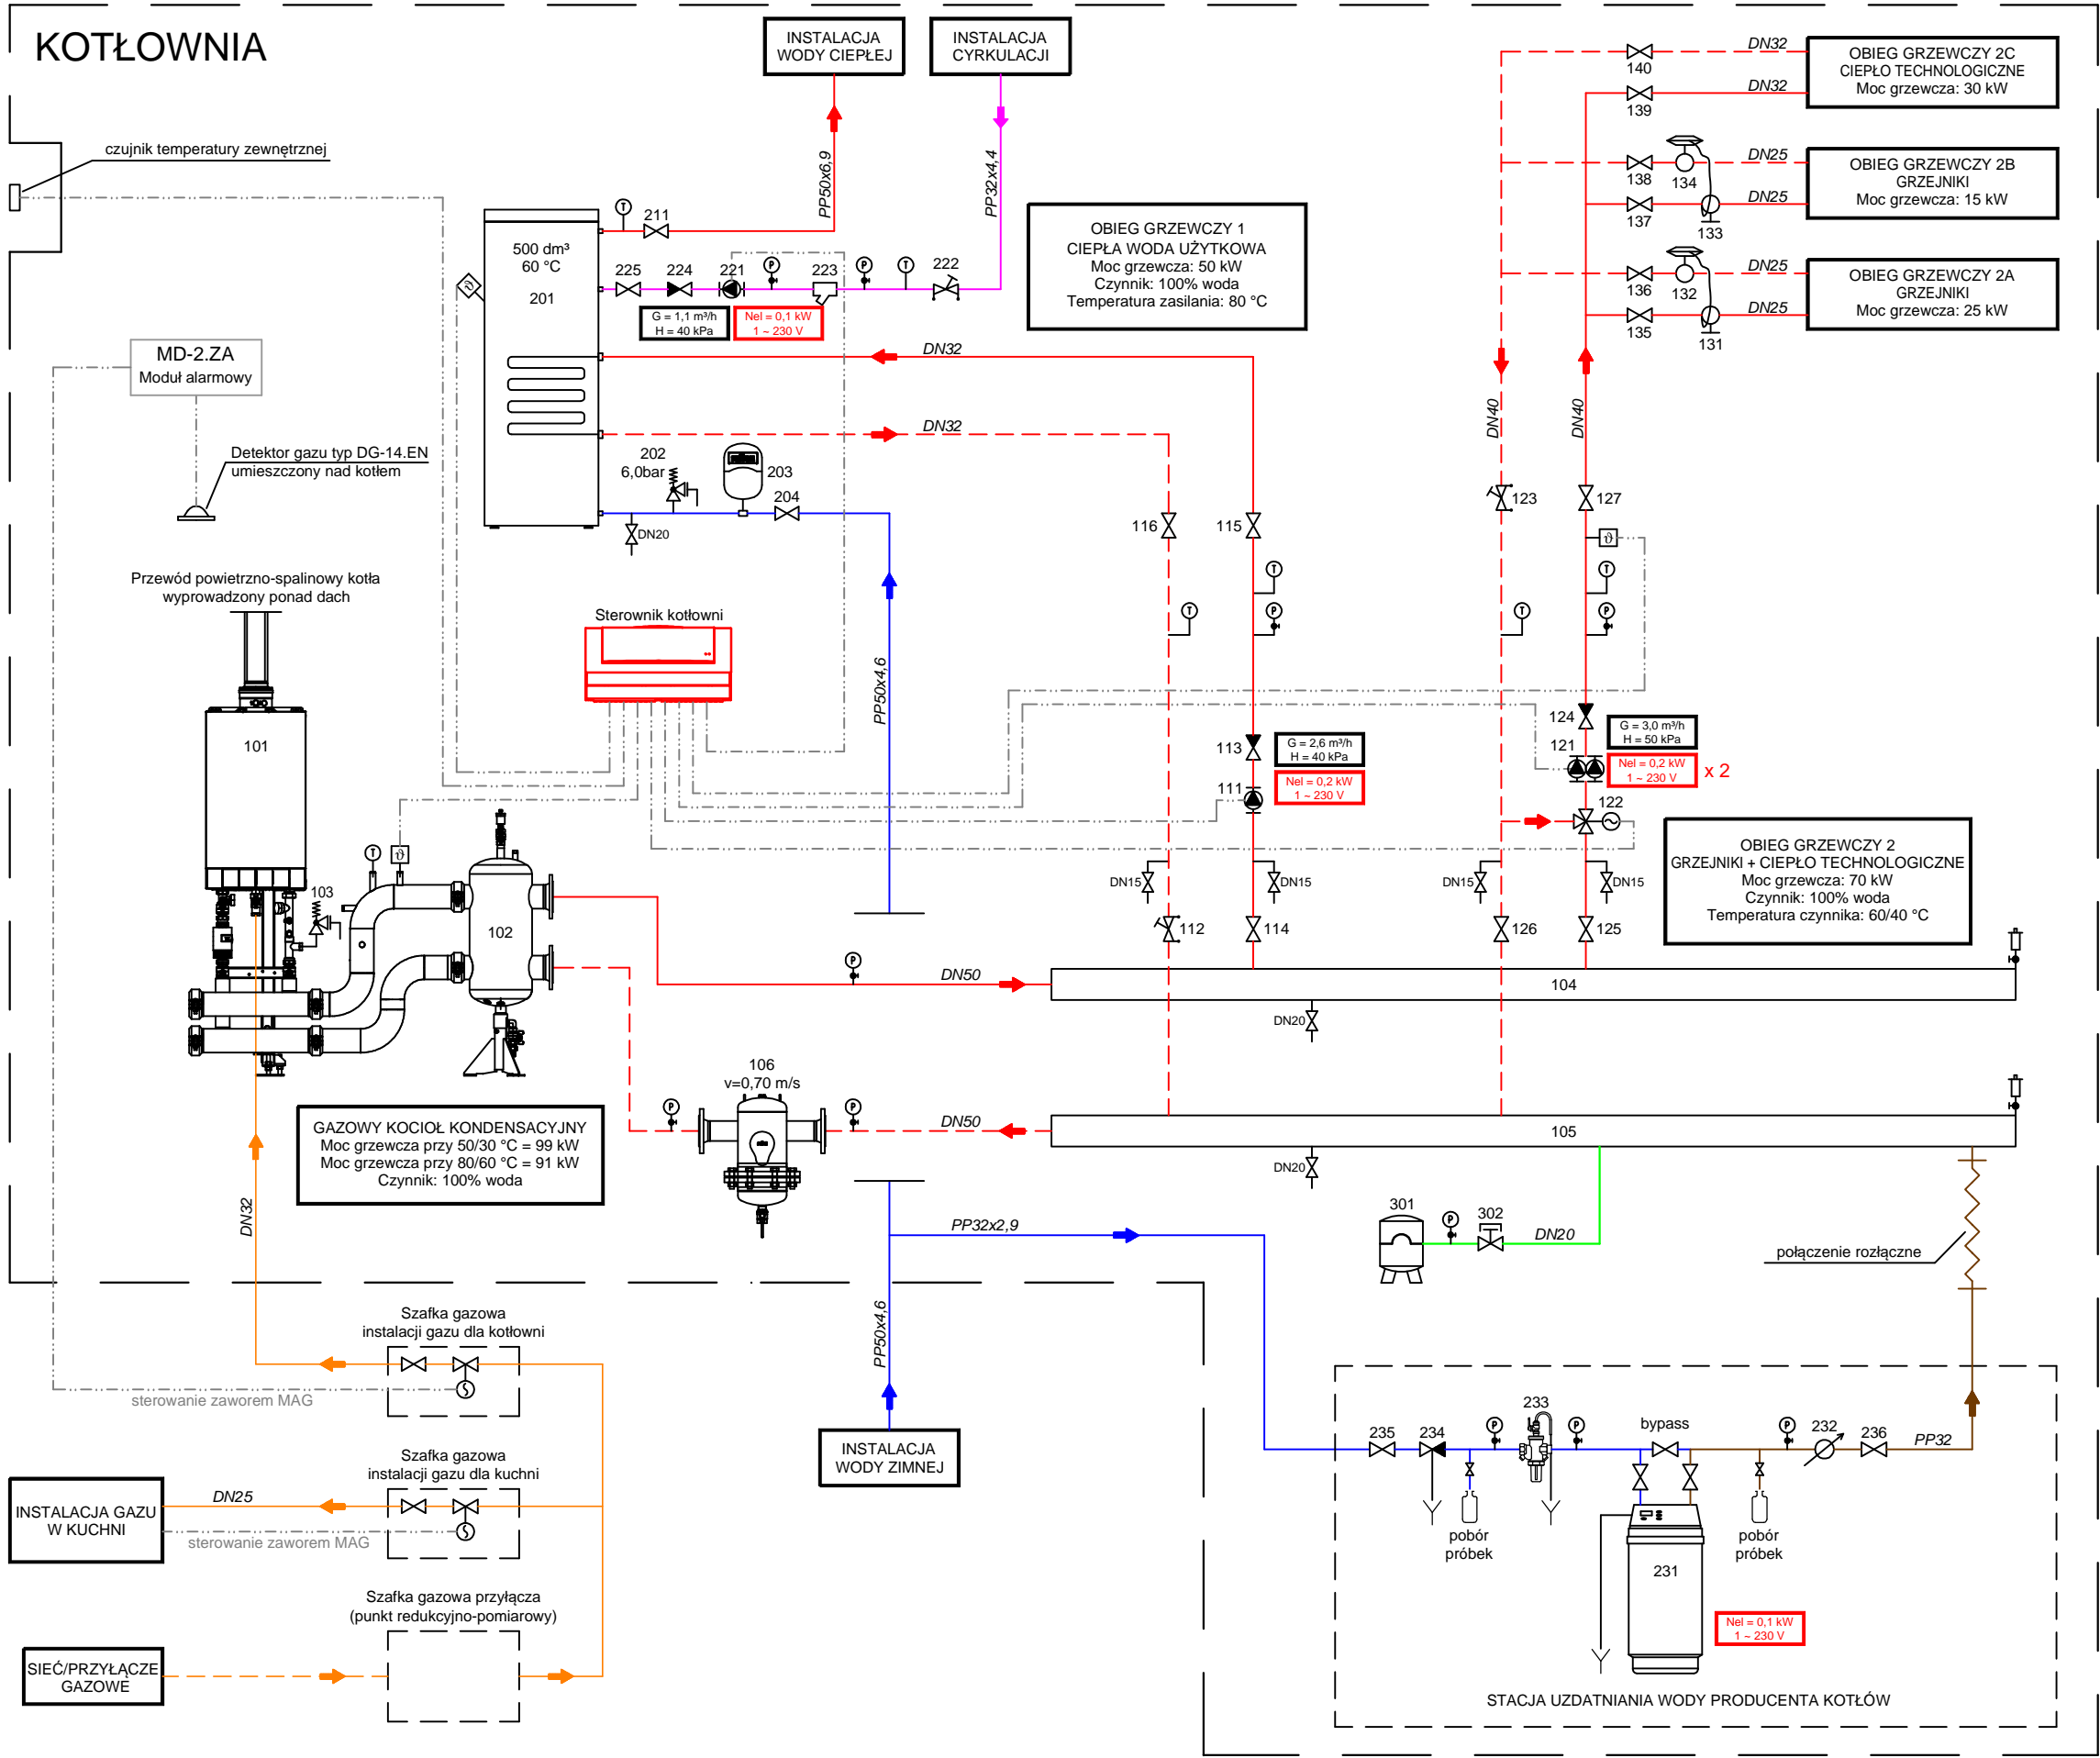 KOTŁOWNIA
INSTALACJA
WODY CIEPŁEJ
INSTALACJA
CYRKULACJI
czujnik temperatury zewnętrznej
PP50x6,9
PP32x4,4
DN32
140
DN32
139
OBIEG GRZEWCZY 2C
CIEPŁO TECHNOLOGICZNE
Moc grzewcza: 30 kW
138
134
DN25
137
133
DN25
OBIEG GRZEWCZY 2B
GRZEJNIKI
Moc grzewcza: 15 kW
136
132
DN25
135
131
DN25
OBIEG GRZEWCZY 2A
GRZEJNIKI
Moc grzewcza: 25 kW
OBIEG GRZEWCZY 1
CIEPŁA WODA UŻYTKOWA
Moc grzewcza: 50 kW
Czynnik: 100% woda
Temperatura zasilania: 80 °C
500 dm³
60 °C
201
ϑ
T
211
225
224
221
P
223
P
T
222
G = 1,1 m³/h
H = 40 kPa
Nel = 0,1 kW
1 ~ 230 V
DN32
DN32
MD-2.ZA
Moduł alarmowy
Detektor gazu typ DG-14.EN
umieszczony nad kotłem
202
6,0bar
203
204
DN20
DN40
DN40
116
115
123
127
ϑ
T
T
T
T
P
P
Przewód powietrzno-spalinowy kotła
wyprowadzony ponad dach
Sterownik kotłowni
PP50x4,6
101
113
G = 2,6 m³/h
H = 40 kPa
111
Nel = 0,2 kW
1 ~ 230 V
124
G = 3,0 m³/h
H = 50 kPa
121
Nel = 0,2 kW
1 ~ 230 V
x 2
122
OBIEG GRZEWCZY 2
GRZEJNIKI + CIEPŁO TECHNOLOGICZNE
Moc grzewcza: 70 kW
Czynnik: 100% woda
Temperatura czynnika: 60/40 °C
T
ϑ
103
102
DN15
DN15
DN15
DN15
112
114
126
125
P
DN50
104
DN20
106
v=0,70 m/s
P
P
DN50
105
DN20
GAZOWY KOCIOŁ KONDENSACYJNY
Moc grzewcza przy 50/30 °C = 99 kW
Moc grzewcza przy 80/60 °C = 91 kW
Czynnik: 100% woda
DN32
PP32x2,9
301
P
302
DN20
połączenie rozłączne
PP50x4,6
Szafka gazowa
instalacji gazu dla kotłowni
sterowanie zaworem MAG
Szafka gazowa
instalacji gazu dla kuchni
INSTALACJA GAZU
W KUCHNI
DN25
sterowanie zaworem MAG
INSTALACJA
WODY ZIMNEJ
235
234
P
233
P
bypass
P
232
236
PP32
pobór
próbek
pobór
próbek
231
Nel = 0,1 kW
1 ~ 230 V
STACJA UZDATNIANIA WODY PRODUCENTA KOTŁÓW
Szafka gazowa przyłącza
(punkt redukcyjno-pomiarowy)
SIEĆ/PRZYŁĄCZE
GAZOWE